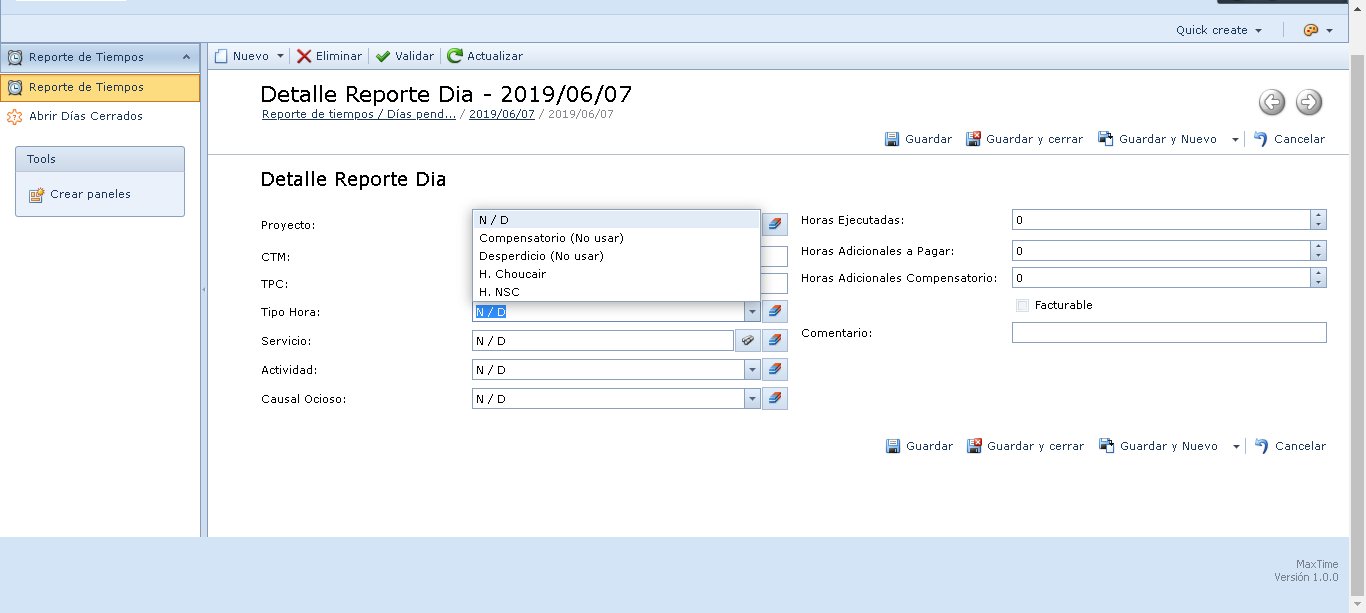 Quick create
Reporte de Tiempos
Nuevo Eliminar Validar Actualizar
Reporte de Tiempos
Abrir Días Cerrados
Tools
Crear paneles
Detalle Reporte Dia - 2019/06/07
Reporte de tiempos / Días pend... / 2019/06/07 / 2019/06/07
Guardar Guardar y cerrar Guardar y Nuevo Cancelar
Detalle Reporte Dia
Proyecto:
CTM:
TPC:
Tipo Hora: N / D
Servicio: N / D
Actividad: N / D
Causal Ocioso: N / D
N / D
Compensatorio (No usar)
Desperdicio (No usar)
H. Choucair
H. NSC
Horas Ejecutadas: 0
Horas Adicionales a Pagar: 0
Horas Adicionales Compensatorio: 0
Facturable
Comentario:
Guardar Guardar y cerrar Guardar y Nuevo Cancelar
MaxTime
Versión 1.0.0